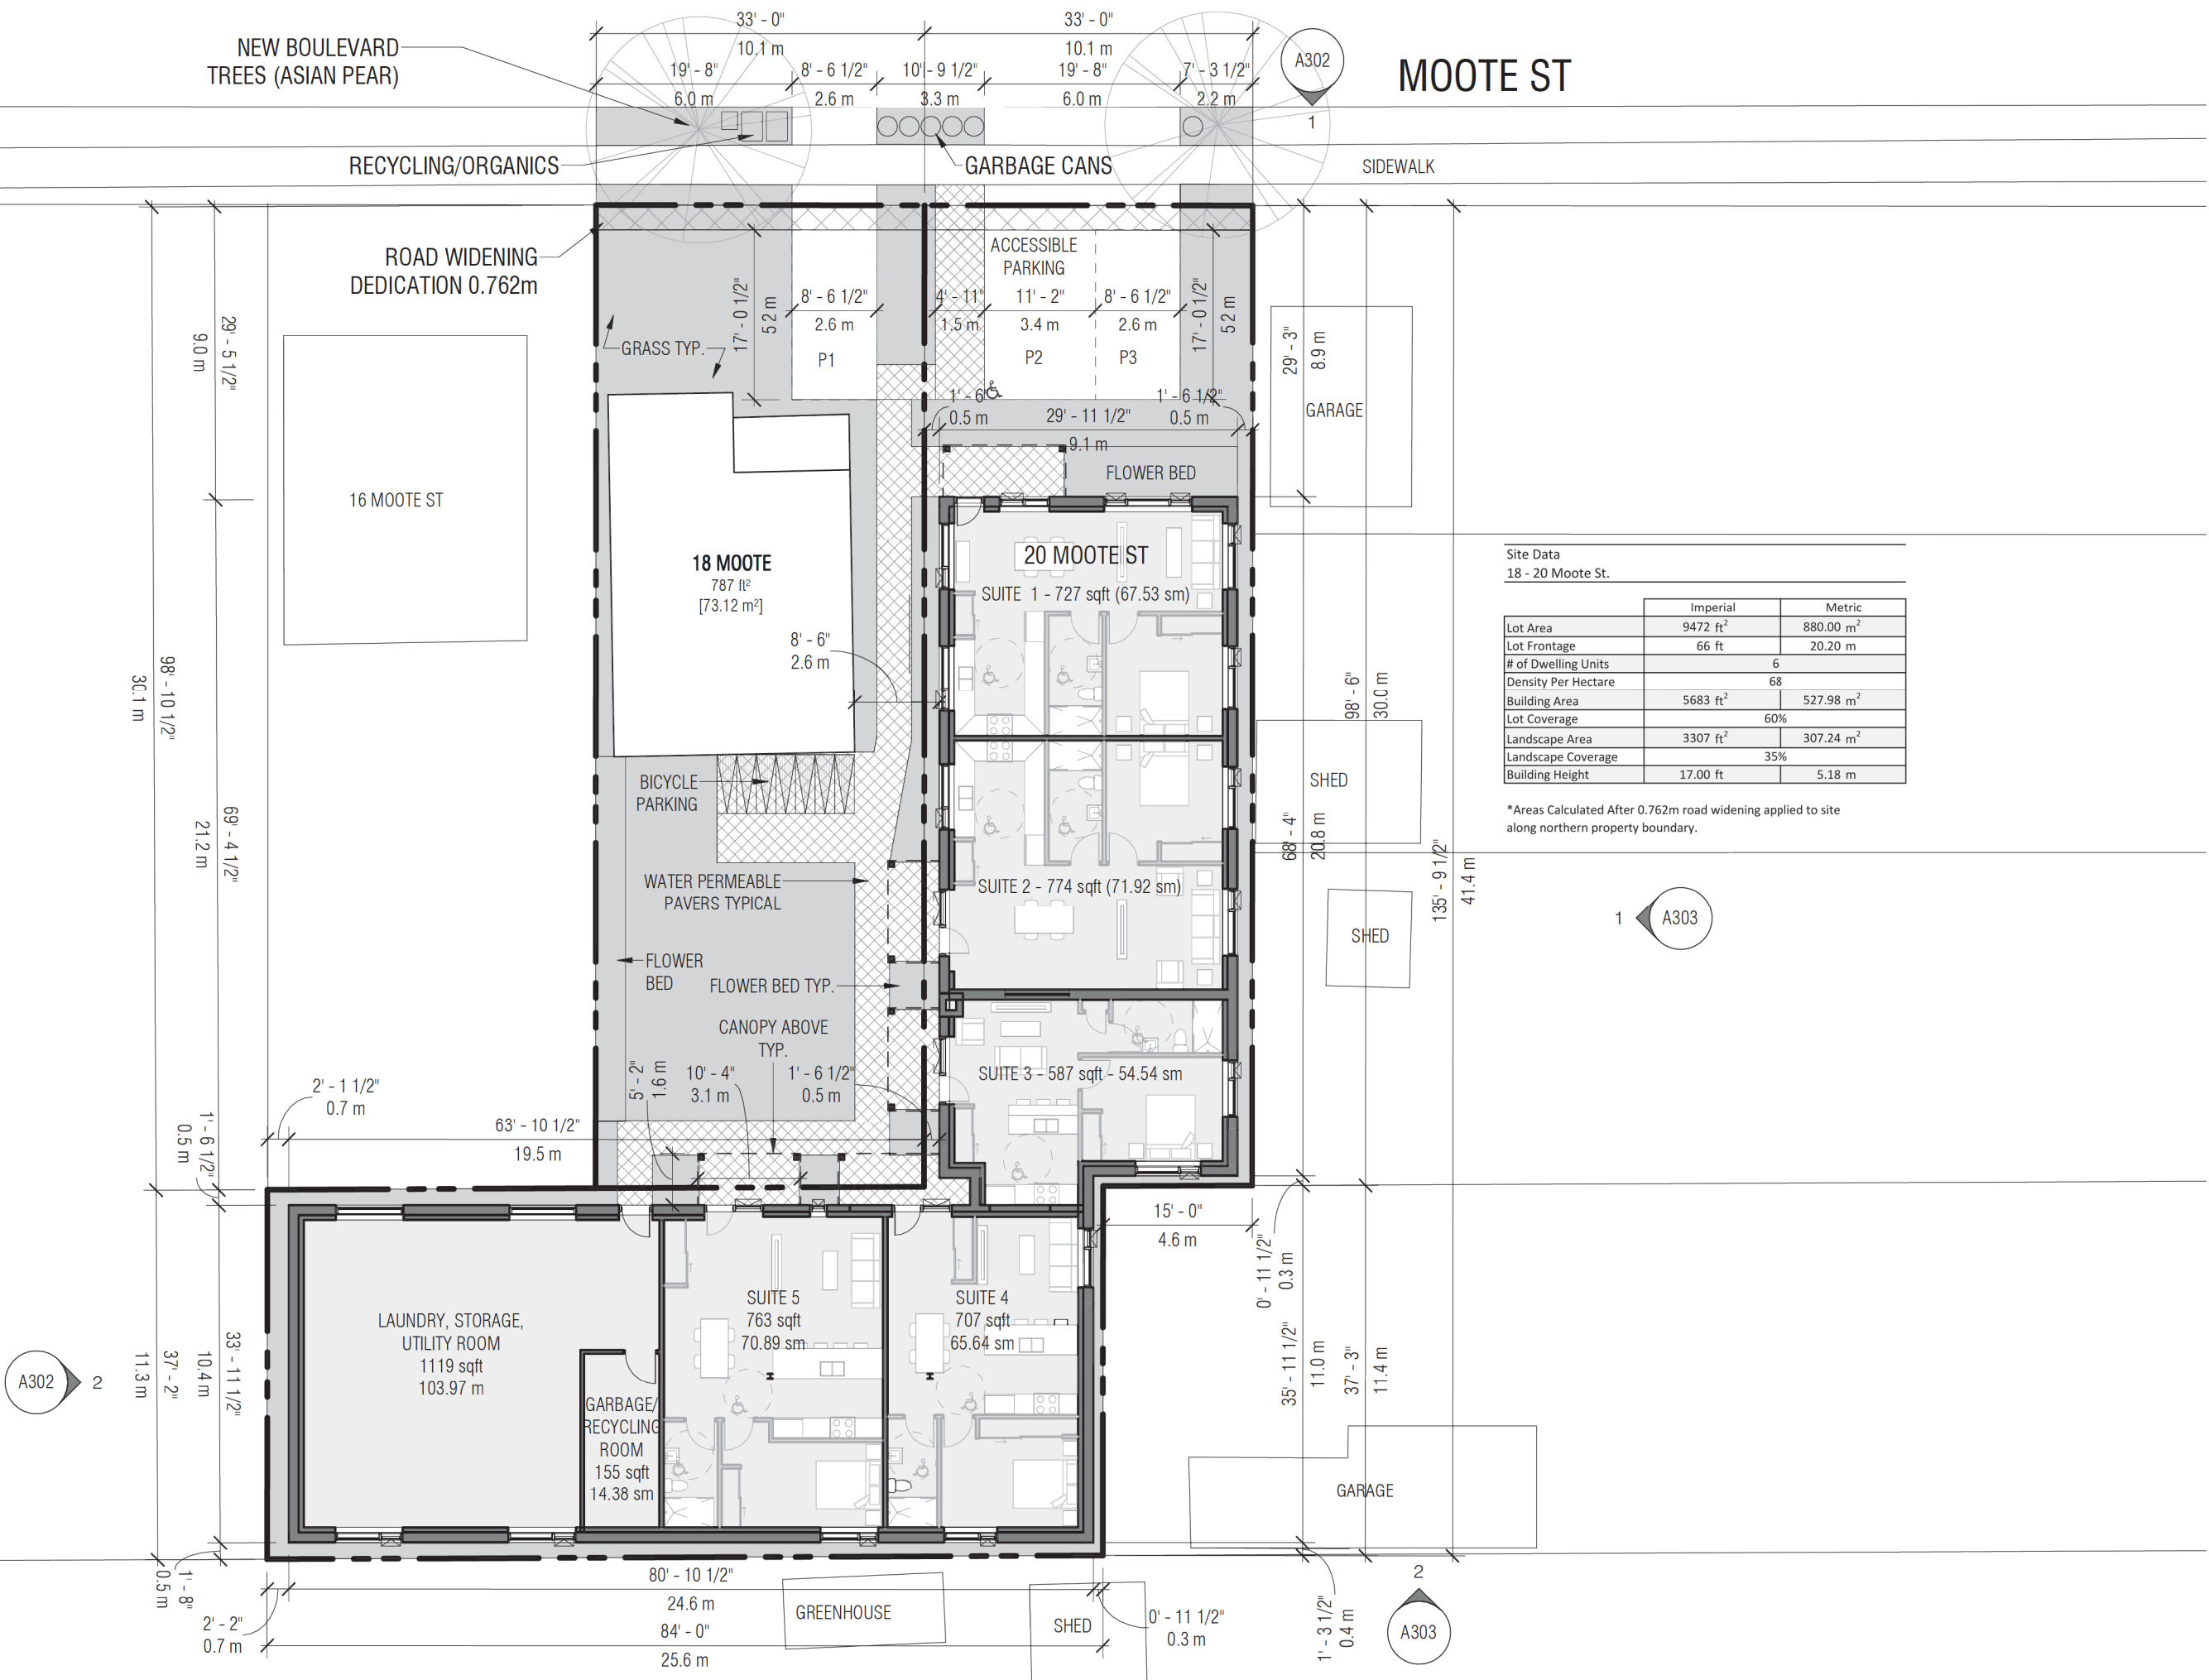 33' - 0"
33' - 0"
10.1 m
10.1 m
19' - 8"
8' - 6 1/2"
10' - 9 1/2"
19' - 8"
7' - 3 1/2"
6.0 m
2.6 m
3.3 m
6.0 m
2.2 m
NEW BOULEVARD
TREES (ASIAN PEAR)
A302
1
MOOTE ST
RECYCLING/ORGANICS
GARBAGE CANS
SIDEWALK
ROAD WIDENING
DEDICATION 0.762m
ACCESSIBLE
PARKING
29' - 5 1/2"
9.0 m
GRASS TYP.
17' - 0 1/2"
5.2 m
8' - 6 1/2"
2.6 m
P1
4' - 11"
1.5 m
11' - 2"
3.4 m
P2
8' - 6 1/2"
2.6 m
P3
17' - 0 1/2"
5.2 m
29' - 3"
8.9 m
GARAGE
1' - 6"
0.5 m
29' - 11 1/2"
9.1 m
1' - 6 1/2"
0.5 m
FLOWER BED
16 MOOTE ST
18 MOOTE
787 ft²
[73.12 m²]
20 MOOTE ST
SUITE 1 - 727 sqft (67.53 sm)
8' - 6"
2.6 m
98' - 10 1/2"
30.1 m
98' - 6"
30.0 m
Site Data
18 - 20 Moote St.
Imperial Metric
Lot Area 9472 ft² 880.00 m²
Lot Frontage 66 ft 20.20 m
# of Dwelling Units 6
Density Per Hectare 68
Building Area 5683 ft² 527.98 m²
Lot Coverage 60%
Landscape Area 3307 ft² 307.24 m²
Landscape Coverage 35%
Building Height 17.00 ft 5.18 m
*Areas Calculated After 0.762m road widening applied to site
along northern property boundary.
BICYCLE
PARKING
SHED
69' - 4 1/2"
21.2 m
68' - 4"
20.8 m
WATER PERMEABLE
PAVERS TYPICAL
SUITE 2 - 774 sqft (71.92 sm)
135' - 9 1/2"
41.4 m
1
A303
SHED
FLOWER
BED
FLOWER BED TYP.
CANOPY ABOVE
TYP.
5' - 2"
1.6 m
10' - 4"
3.1 m
1' - 6 1/2"
0.5 m
SUITE 3 - 587 sqft - 54.54 sm
2' - 1 1/2"
0.7 m
1' - 6 1/2"
0.5 m
63' - 10 1/2"
19.5 m
15' - 0"
4.6 m
0' - 11 1/2"
0.3 m
LAUNDRY, STORAGE,
UTILITY ROOM
1119 sqft
103.97 m
SUITE 5
763 sqft
70.89 sm
SUITE 4
707 sqft
65.64 sm
A302
2
37' - 2"
11.3 m
33' - 11 1/2"
10.4 m
35' - 11 1/2"
11.0 m
37' - 3"
11.4 m
GARBAGE/
RECYCLING
ROOM
155 sqft
14.38 sm
GARAGE
1' - 8"
0.5 m
80' - 10 1/2"
24.6 m
2' - 2"
0.7 m
84' - 0"
25.6 m
GREENHOUSE
SHED
0' - 11 1/2"
0.3 m
1' - 3 1/2"
0.4 m
2
A303